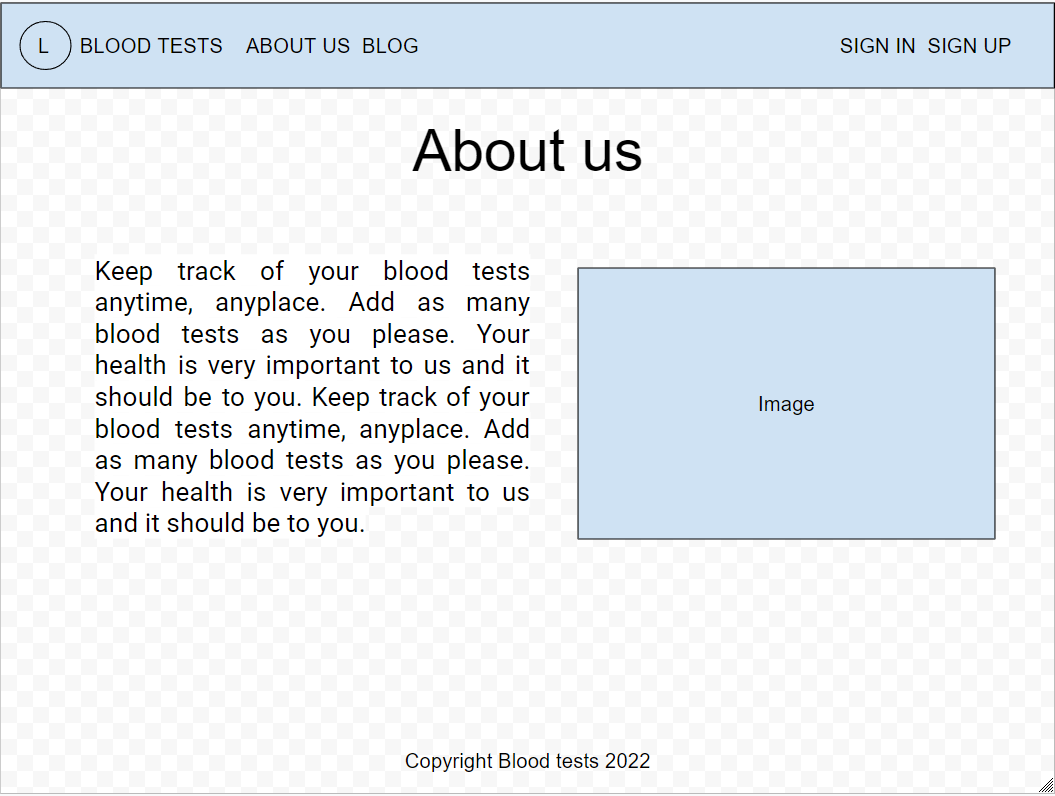 L BLOOD TESTS ABOUT US BLOG SIGN IN SIGN UP
About us
Keep track of your blood tests
anytime, anyplace. Add as many
blood tests as you please. Your
health is very important to us and it
should be to you. Keep track of your
blood tests anytime, anyplace. Add
as many blood tests as you please.
Your health is very important to us
and it should be to you.
Image
Copyright Blood tests 2022